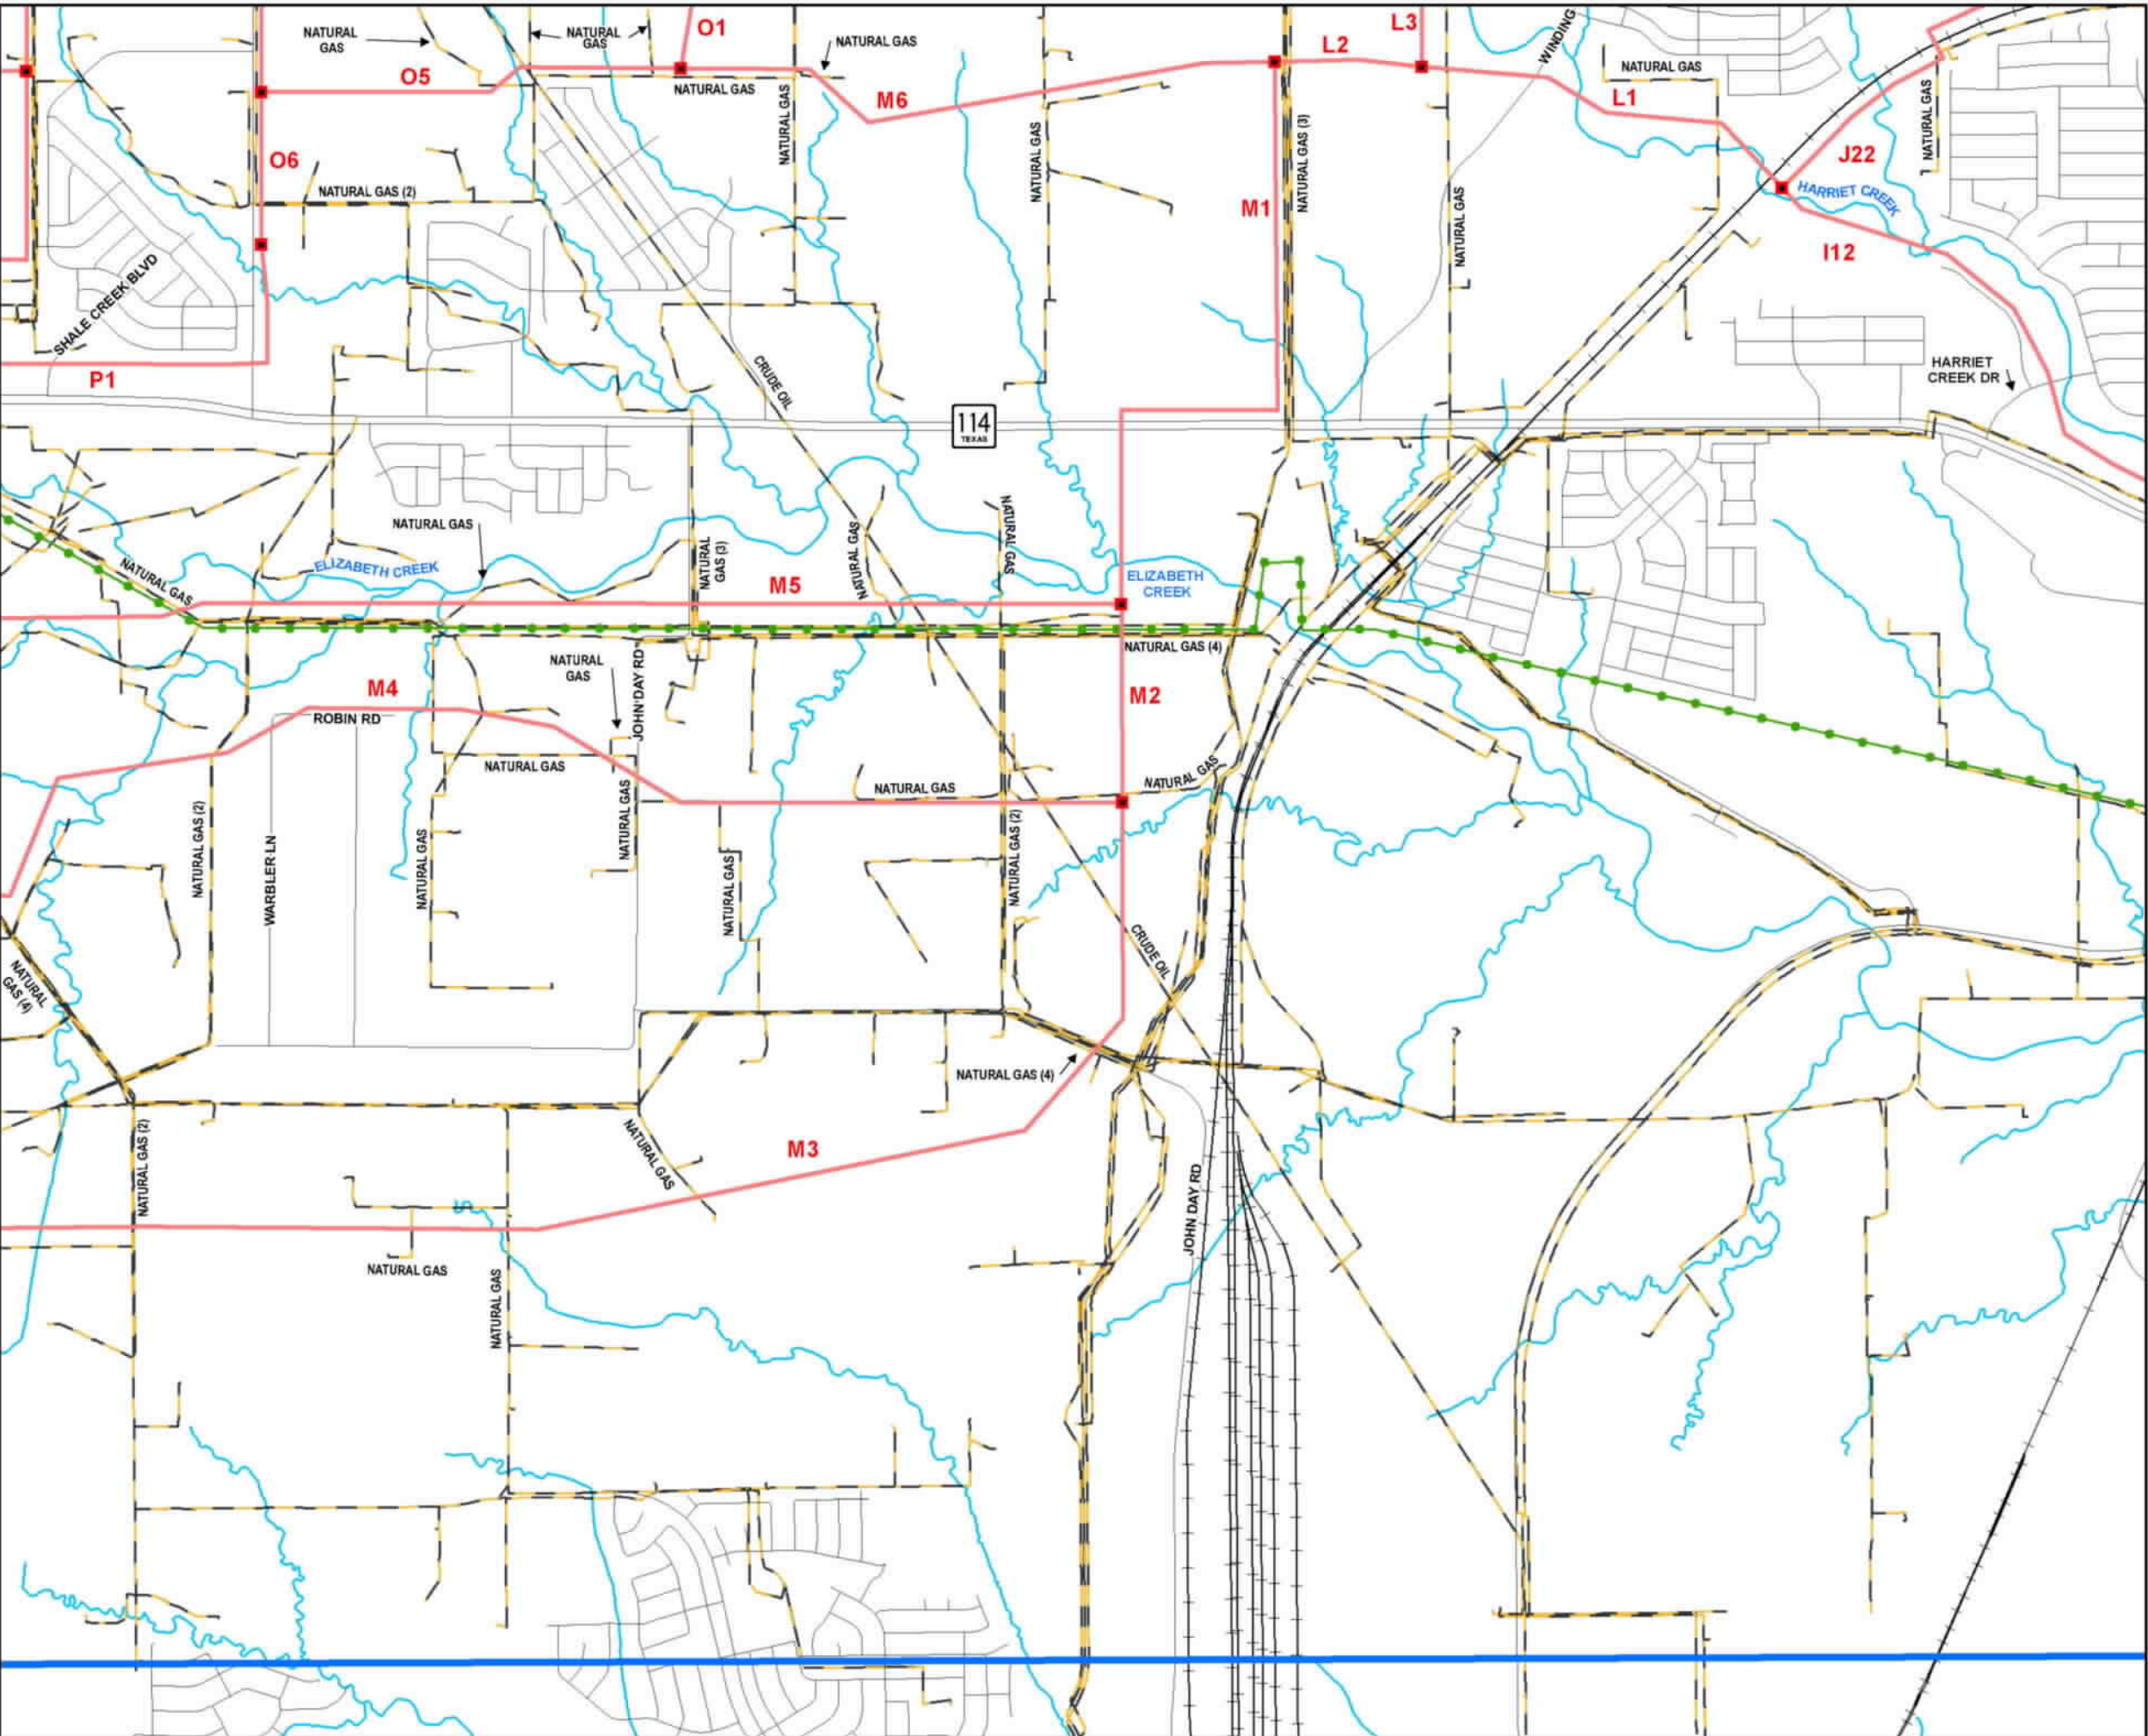 O1
NATURAL
GAS
NATURAL
GAS
NATURAL GAS
L3
L2
WINDING
O5
NATURAL GAS
NATURAL GAS
M6
L1
NATURAL GAS
NATURAL GAS
NATURAL GAS
NATURAL GAS (3)
O6
J22
NATURAL GAS (2)
HARRIET CREEK
M1
NATURAL GAS
I12
SHALE CREEK BLVD
P1
CRUDE OIL
HARRIET
CREEK DR
114
TEXAS
NATURAL GAS
NATURAL GAS
NATURAL GAS
NATURAL
GAS (3)
ELIZABETH CREEK
NATURAL GAS
M5
ELIZABETH
CREEK
NATURAL GAS (4)
NATURAL
GAS
JOHN DAY RD
M4
M2
ROBIN RD
NATURAL GAS
NATURAL GAS
NATURAL GAS
NATURAL GAS
NATURAL GAS (2)
WARBLER LN
NATURAL GAS
NATURAL GAS
NATURAL GAS (2)
CRUDE OIL
NATURAL
GAS (4)
NATURAL GAS (4)
NATURAL GAS (2)
NATURAL GAS
M3
JOHN DAY RD
NATURAL GAS
NATURAL GAS